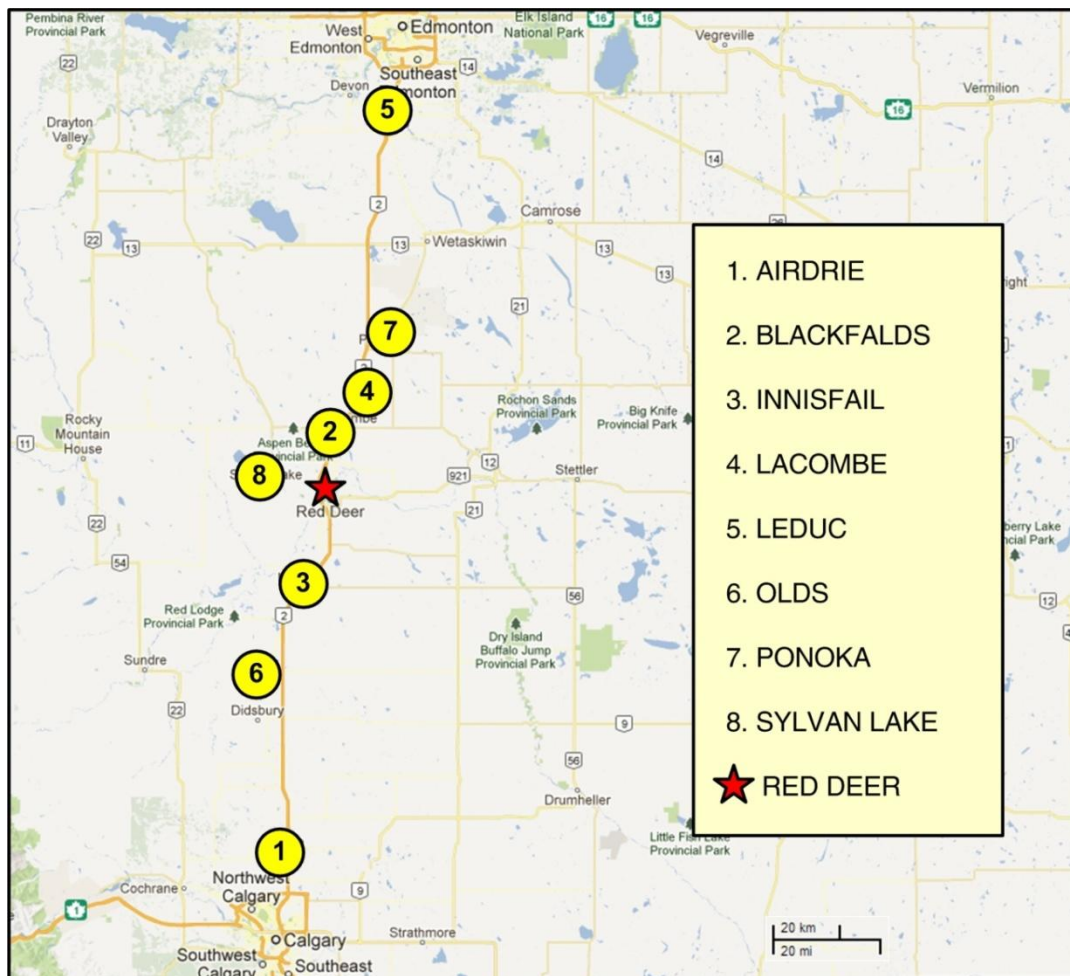 Pembina River
Provincial Park
16
16
Elk Island
National Park
Edmonton
West
Edmonton
Vegreville
22
Southeast
14
Devon
Vermilion
5
16
Drayton
Valley
14
2
Camrose
22
13
13
Wetaskiwin
13
1. AIRDRIE
21
2. BLACKFALDS
7
3. INNISFAIL
4
Rochon Sands
Provincial Park
Big Knife
Provincial Park
4. LACOMBE
Rocky
Mountain
House
11
2
12
8
921
Stettler
5. LEDUC
Red Deer
21
22
54
6. OLDS
3
56
12
Red Lodge
Provincial Park
2
Dry Island
Buffalo Jump
Provincial Park
7. PONOKA
Sundre
6
22
Didsbury
9
8. SYLVAN LAKE
56
RED DEER
Drumheller
1
Little Fish Lake
Provincial Park
Cochrane
Northwest
Calgary
9
1
Calgary
Strathmore
20 km
20 mi
Southwest
Calgary
Southeast